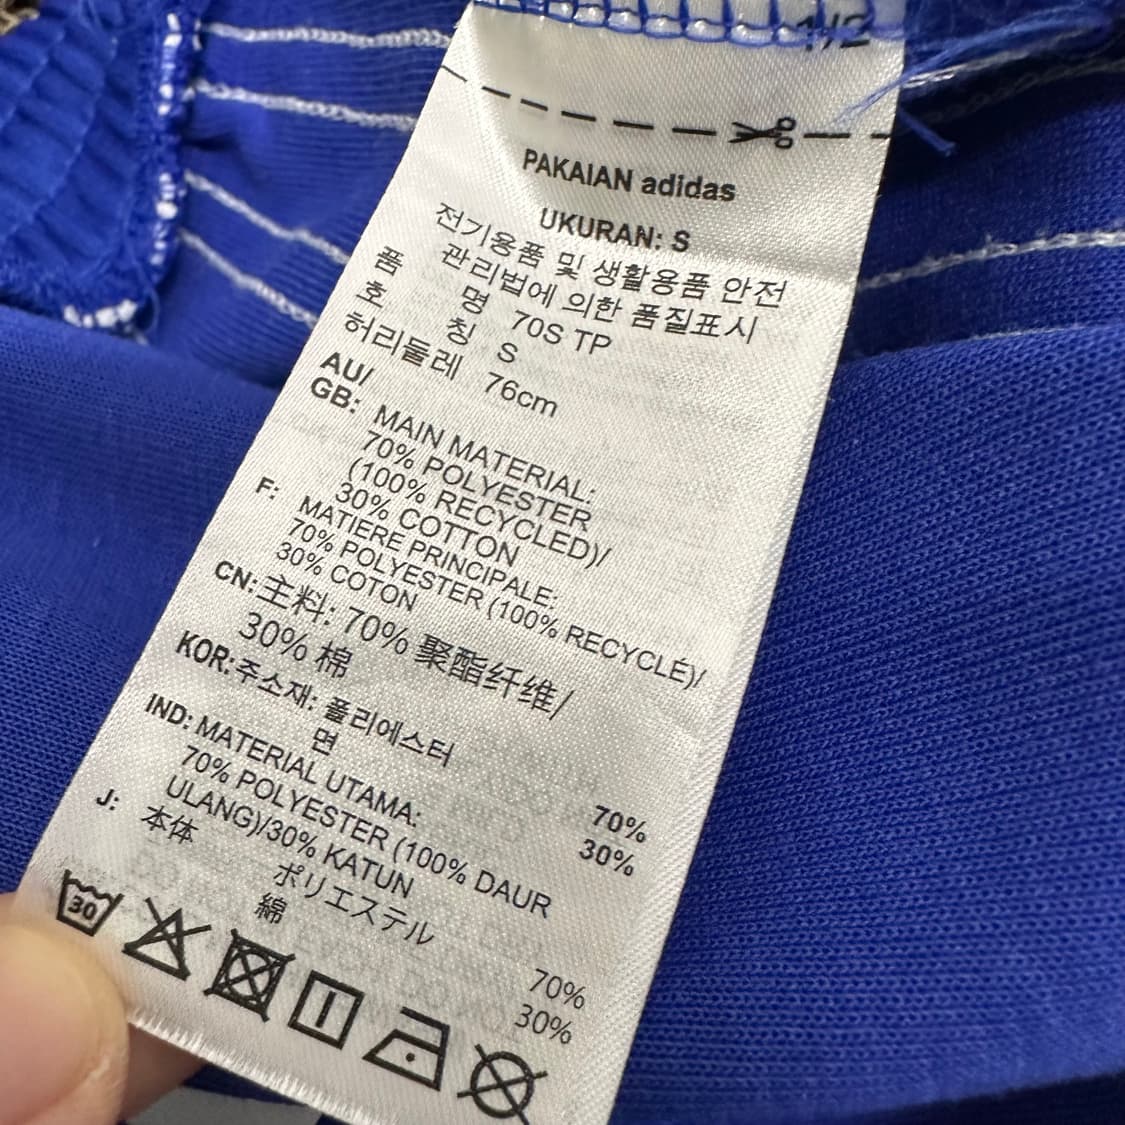 1/2
PAKAIAN adidas
UKURAN: S
전기용품 및 생활용품 안전
관리법에 의한 품질표시
품 명 70S TP
호 칭 S
허리둘레 76cm
AU/
GB: MAIN MATERIAL:
70% POLYESTER
(100% RECYCLED)/
30% COTTON
F: MATIERE PRINCIPALE:
70% POLYESTER (100% RECYCLÉ)/
30% COTON
CN: 主料: 70% 聚酯纤维/
30% 棉
KOR: 주소재: 폴리에스터 70%
면 30%
IND: MATERIAL UTAMA:
70% POLYESTER (100% DAUR
ULANG)/30% KATUN
J: 本体
ポリエステル 70%
綿 30%
30